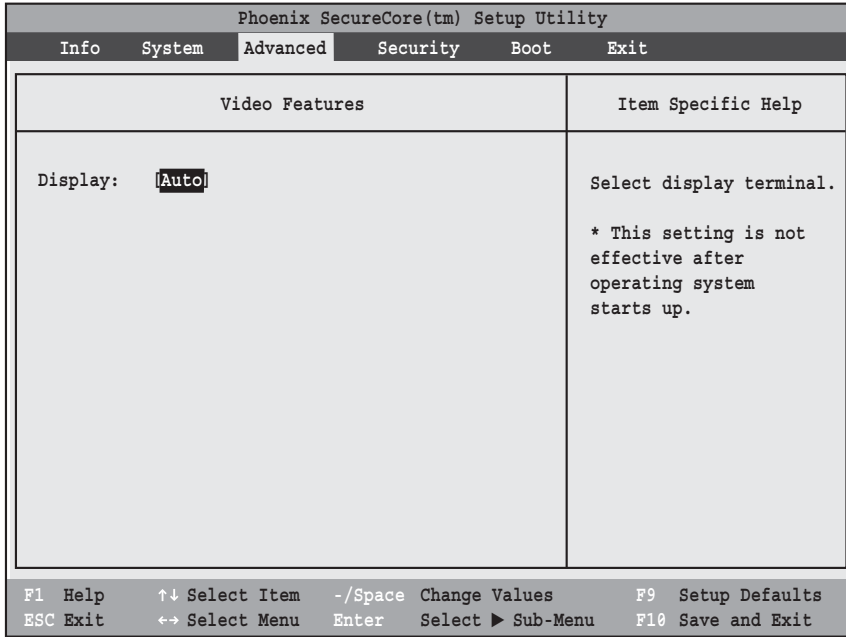 Phoenix SecureCore(tm) Setup Utility
Info System Advanced Security Boot Exit
Video Features
Item Specific Help
Display: [Auto]
Select display terminal.
* This setting is not
effective after
operating system
starts up.
F1 Help ↑↓ Select Item -/Space Change Values F9 Setup Defaults
ESC Exit ←→ Select Menu Enter Select ▶ Sub-Menu F10 Save and Exit